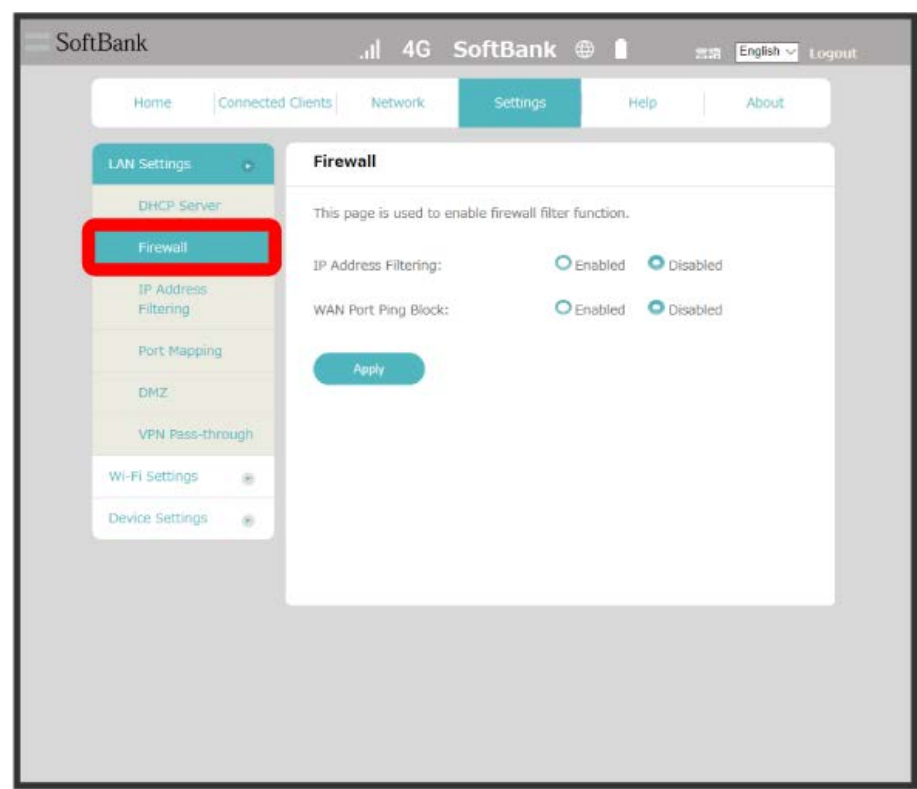 SoftBank
4G SoftBank
言語 English Logout
Home Connected Clients Network Settings Help About
LAN Settings
DHCP Server
Firewall
IP Address
Filtering
Port Mapping
DMZ
VPN Pass-through
Wi-Fi Settings
Device Settings
Firewall
This page is used to enable firewall filter function.
IP Address Filtering: Enabled Disabled
WAN Port Ping Block: Enabled Disabled
Apply